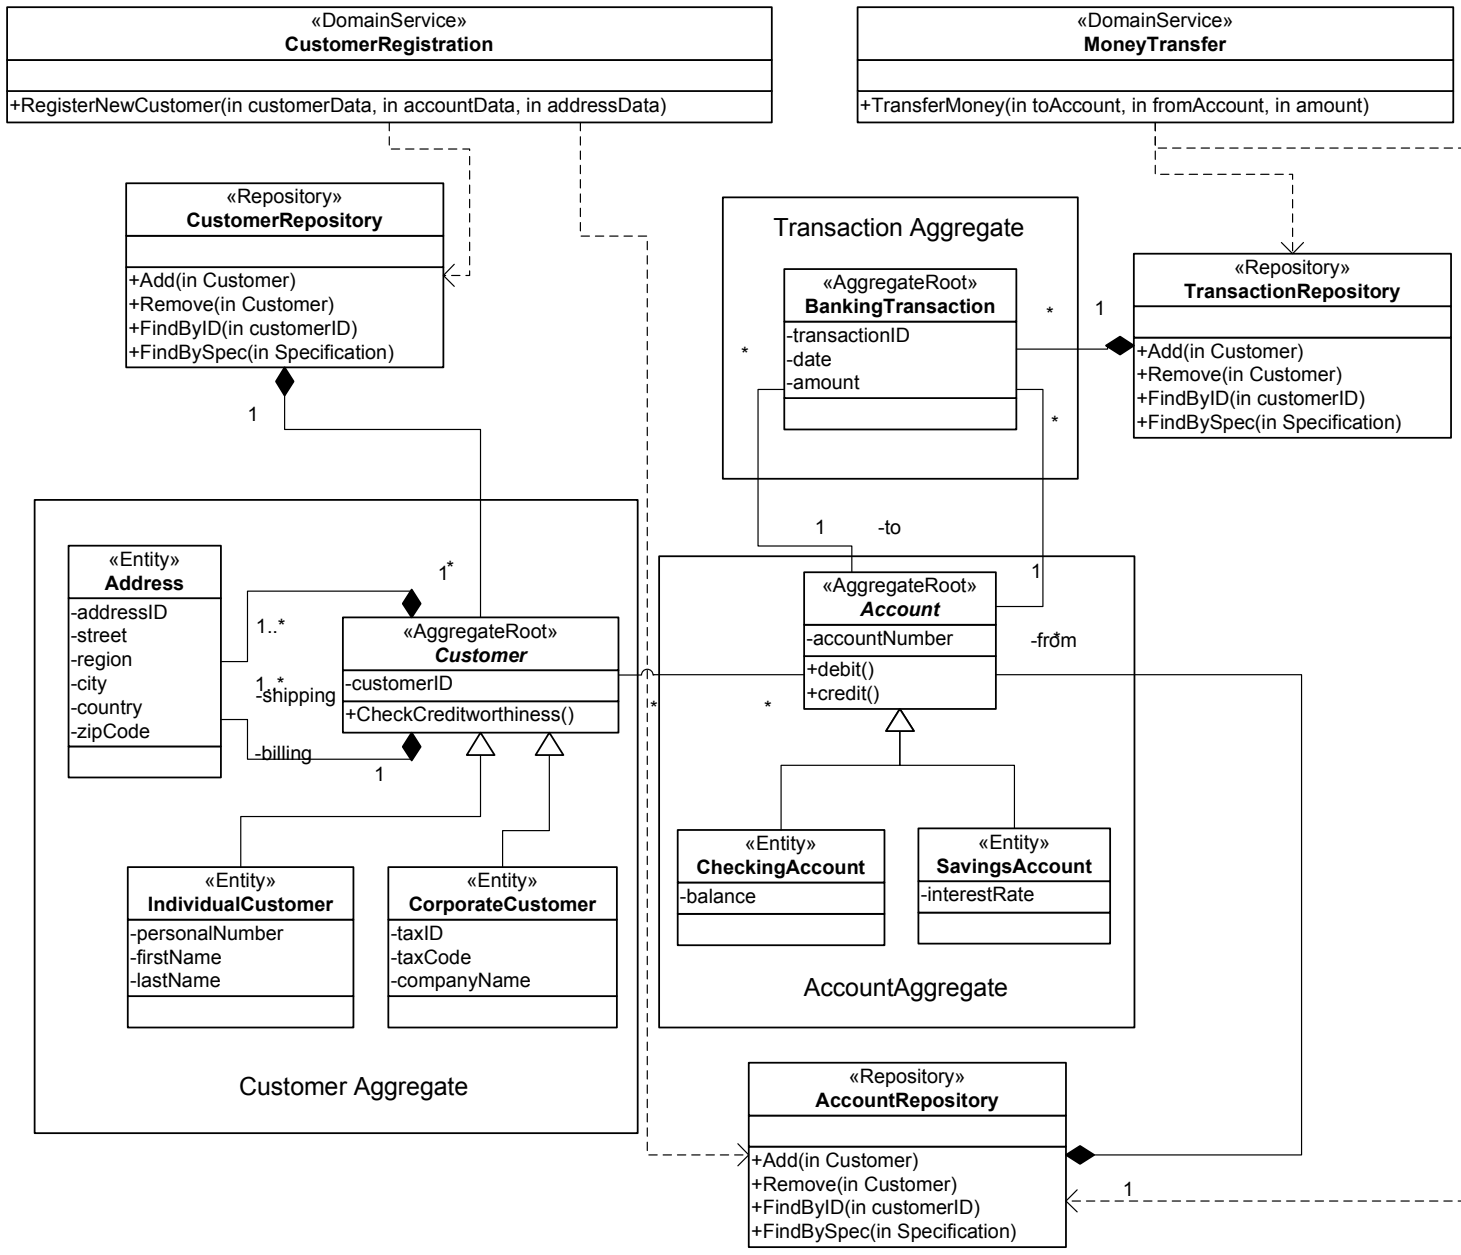 «DomainService»
CustomerRegistration
+RegisterNewCustomer(in customerData, in accountData, in addressData)
«DomainService»
MoneyTransfer
+TransferMoney(in toAccount, in fromAccount, in amount)
«Repository»
CustomerRepository
+Add(in Customer)
+Remove(in Customer)
+FindByID(in customerID)
+FindBySpec(in Specification)
1
Transaction Aggregate
«AggregateRoot»
BankingTransaction
-transactionID
-date
-amount
*
*
*
1
«Repository»
TransactionRepository
+Add(in Customer)
+Remove(in Customer)
+FindByID(in customerID)
+FindBySpec(in Specification)
1
-to
1
-from
*
«Entity»
Address
-addressID
-street
-region
-city
-country
-zipCode
1
*
1..*
1..*
-shipping
-billing
1
«AggregateRoot»
Customer
-customerID
+CheckCreditworthiness()
*
*
«AggregateRoot»
Account
-accountNumber
+debit()
+credit()
«Entity»
IndividualCustomer
-personalNumber
-firstName
-lastName
«Entity»
CorporateCustomer
-taxID
-taxCode
-companyName
Customer Aggregate
«Entity»
CheckingAccount
-balance
«Entity»
SavingsAccount
-interestRate
AccountAggregate
«Repository»
AccountRepository
+Add(in Customer)
+Remove(in Customer)
+FindByID(in customerID)
+FindBySpec(in Specification)
1